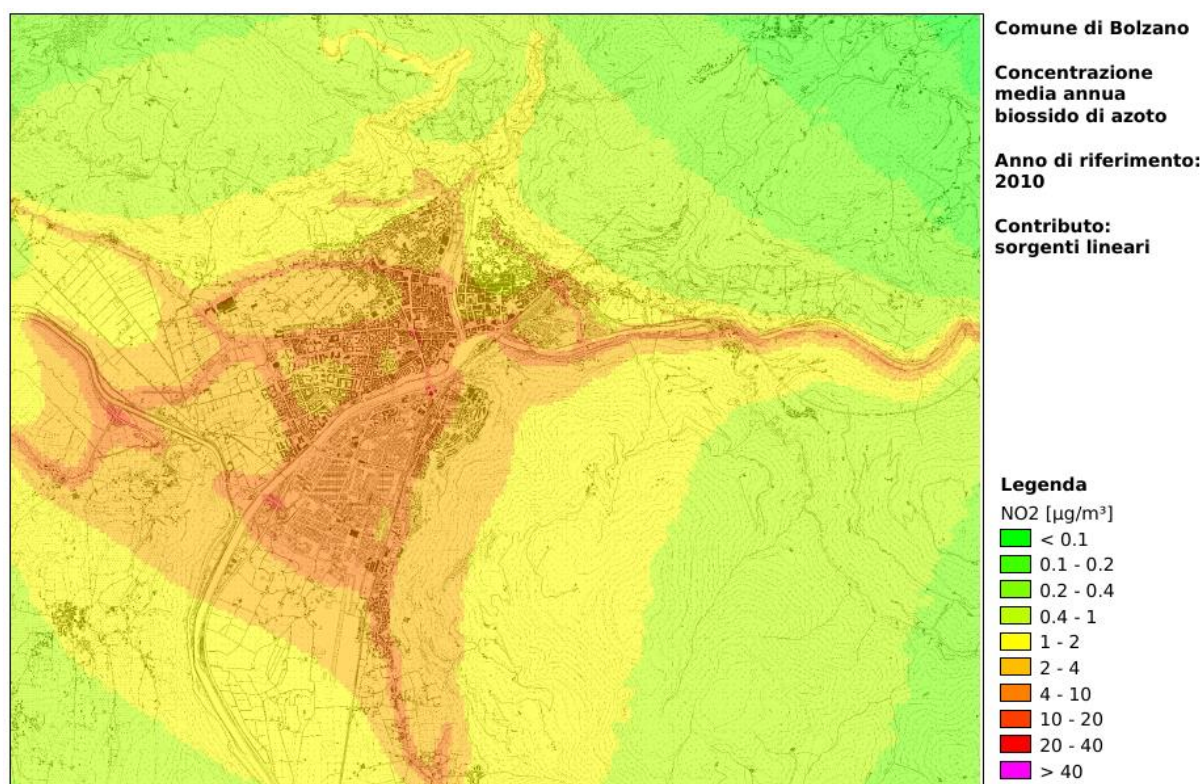 Comune di Bolzano
Concentrazione
media annua
biossido di azoto
Anno di riferimento:
2010
Contributo:
sorgenti lineari
Legenda
NO2 [µg/m³]
< 0.1
0.1 - 0.2
0.2 - 0.4
0.4 - 1
1 - 2
2 - 4
4 - 10
10 - 20
20 - 40
> 40